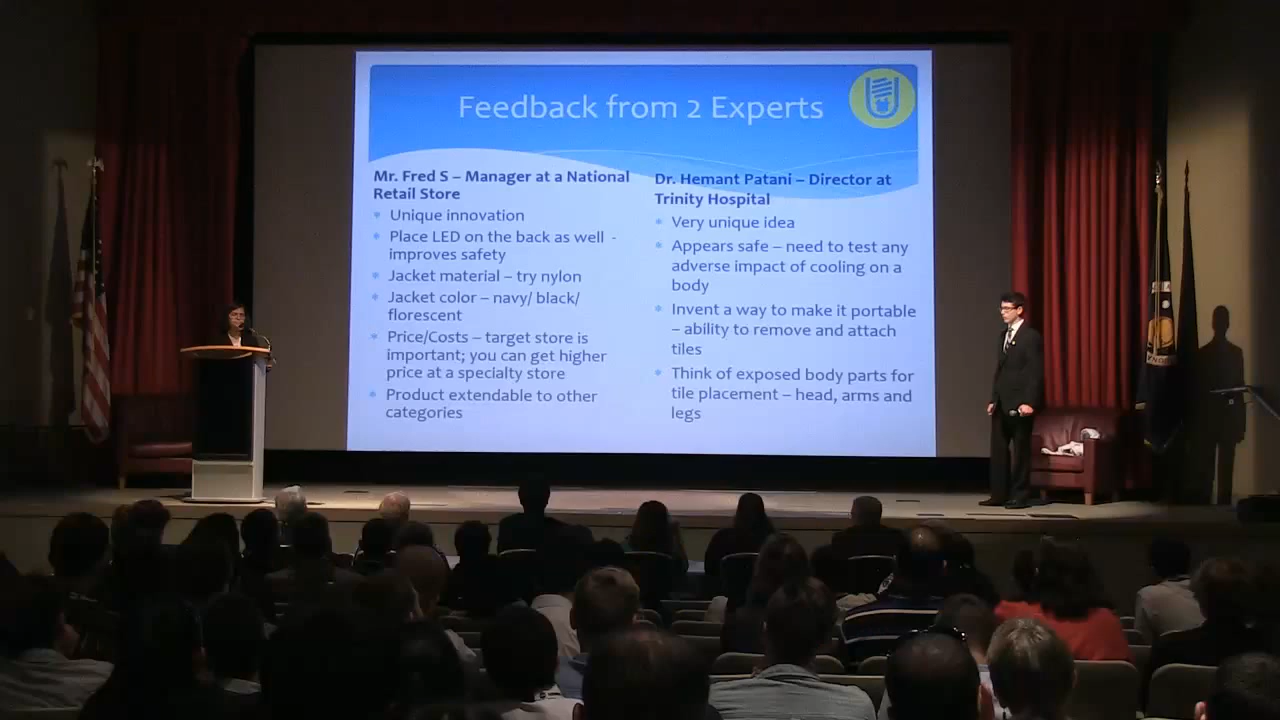 Feedback from 2 Experts
Mr. Fred S – Manager at a National
Retail Store
Unique innovation
Place LED on the back as well -
improves safety
Jacket material – try nylon
Jacket color – navy/ black/
florescent
Price/Costs – target store is
important; you can get higher
price at a specialty store
Product extendable to other
categories
Dr. Hemant Patani – Director at
Trinity Hospital
Very unique idea
Appears safe – need to test any
adverse impact of cooling on a
body
Invent a way to make it portable
– ability to remove and attach
tiles
Think of exposed body parts for
tile placement – head, arms and
legs